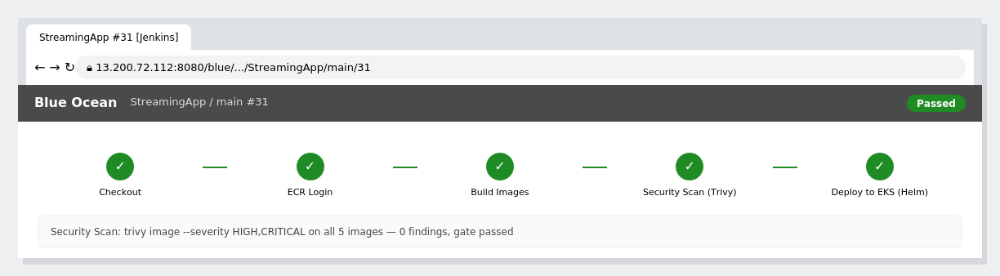 StreamingApp #31 [Jenkins]
← → ↻ 13.200.72.112:8080/blue/.../StreamingApp/main/31
Blue Ocean StreamingApp / main #31 Passed
✓ ✓ ✓ ✓ ✓
Checkout ECR Login Build Images Security Scan (Trivy) Deploy to EKS (Helm)
Security Scan: trivy image --severity HIGH,CRITICAL on all 5 images — 0 findings, gate passed